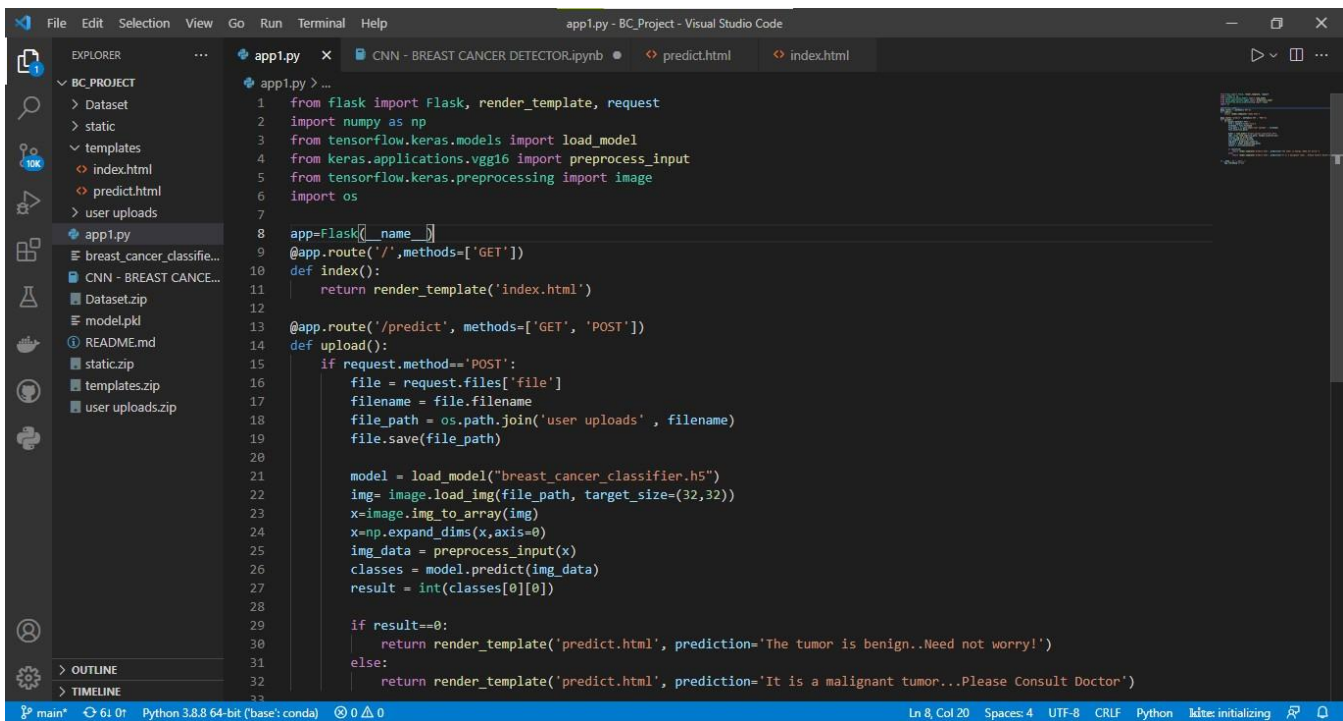 File Edit Selection View Go Run Terminal Help app1.py - BC_Project - Visual Studio Code
EXPLORER ...
app1.py CNN - BREAST CANCER DETECTOR.ipynb predict.html index.html
BC_PROJECT
Dataset
static
templates
index.html
predict.html
user uploads
app1.py
breast_cancer_classifie...
CNN - BREAST CANCE...
Dataset.zip
model.pkl
README.md
static.zip
templates.zip
user uploads.zip
OUTLINE
TIMELINE
1
10K
app1.py > ...
1 from flask import Flask, render_template, request
2 import numpy as np
3 from tensorflow.keras.models import load_model
4 from keras.applications.vgg16 import preprocess_input
5 from tensorflow.keras.preprocessing import image
6 import os
7
8 app=Flask(__name__)
9 @app.route('/',methods=['GET'])
10 def index():
11 return render_template('index.html')
12
13 @app.route('/predict', methods=['GET', 'POST'])
14 def upload():
15 if request.method=='POST':
16 file = request.files['file']
17 filename = file.filename
18 file_path = os.path.join('user uploads' , filename)
19 file.save(file_path)
20
21 model = load_model("breast_cancer_classifier.h5")
22 img= image.load_img(file_path, target_size=(32,32))
23 x=image.img_to_array(img)
24 x=np.expand_dims(x,axis=0)
25 img_data = preprocess_input(x)
26 classes = model.predict(img_data)
27 result = int(classes[0][0])
28
29 if result==0:
30 return render_template('predict.html', prediction='The tumor is benign..Need not worry!')
31 else:
32 return render_template('predict.html', prediction='It is a malignant tumor...Please Consult Doctor')
33
main* 6↓ 0↑ Python 3.8.8 64-bit ('base': conda) 0 0 Ln 8, Col 20 Spaces: 4 UTF-8 CRLF Python kite: initializing